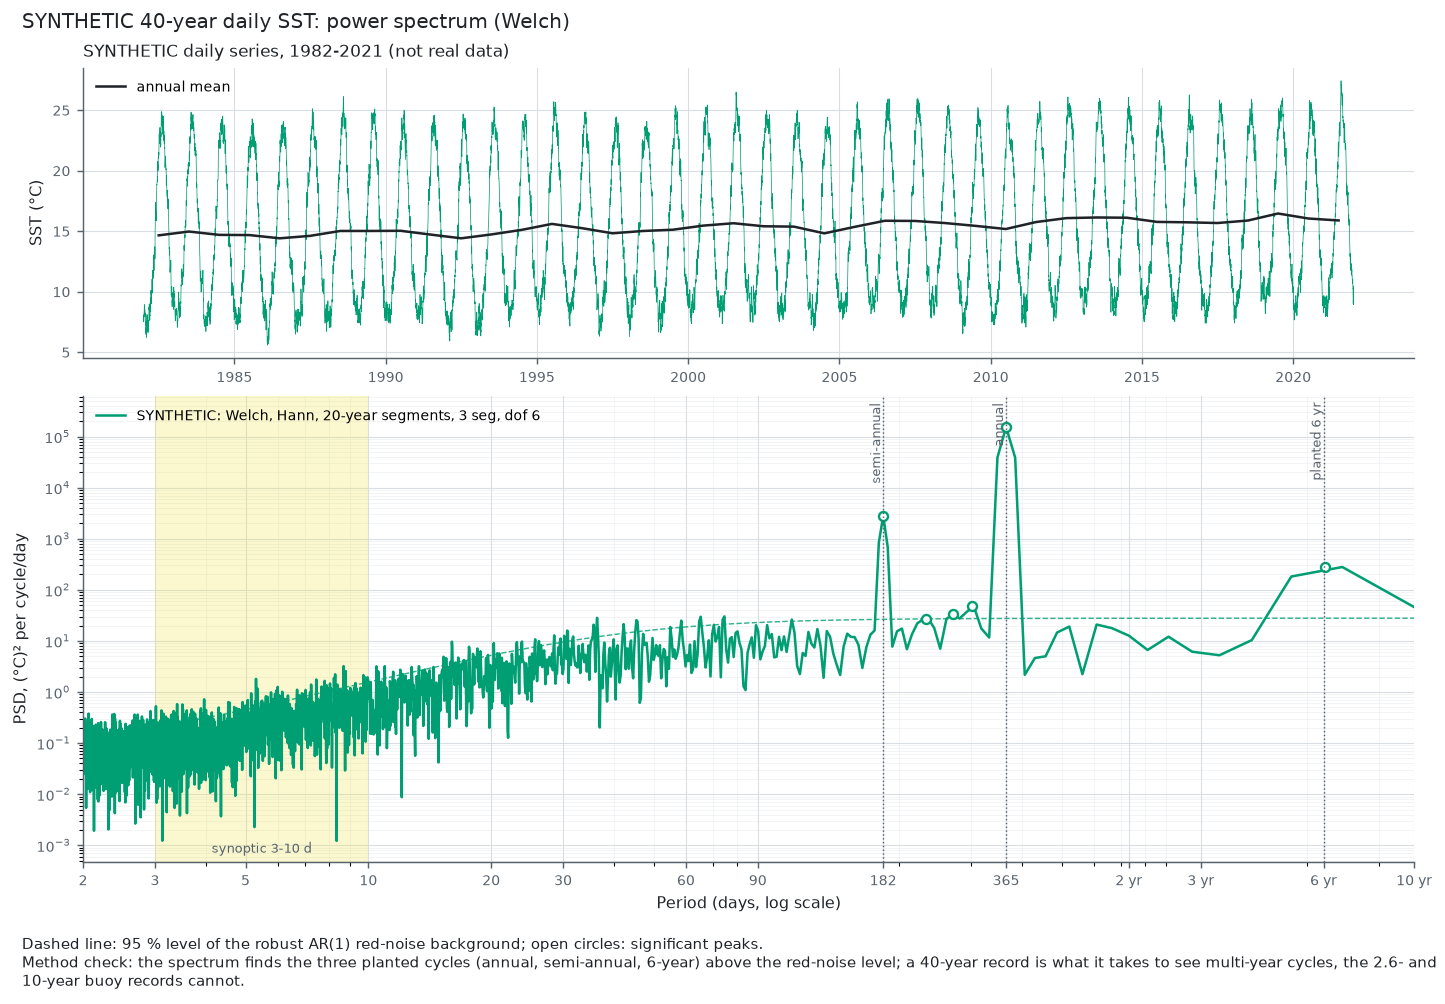 SYNTHETIC 40-year daily SST: power spectrum (Welch)
SYNTHETIC daily series, 1982-2021 (not real data)
annual mean
SST (°C)
25
20
15
10
5
1985 1990 1995 2000 2005 2010 2015 2020
SYNTHETIC: Welch, Hann, 20-year segments, 3 seg, dof 6
semi-annual
annual
planted 6 yr
PSD, (°C)² per cycle/day
10⁵
10⁴
10³
10²
10¹
10⁰
10⁻¹
10⁻²
10⁻³
synoptic 3-10 d
2 3 5 10 20 30 60 90 182 365 2 yr 3 yr 6 yr 10 yr
Period (days, log scale)
Dashed line: 95 % level of the robust AR(1) red-noise background; open circles: significant peaks.
Method check: the spectrum finds the three planted cycles (annual, semi-annual, 6-year) above the red-noise level; a 40-year record is what it takes to see multi-year cycles, the 2.6- and
10-year buoy records cannot.